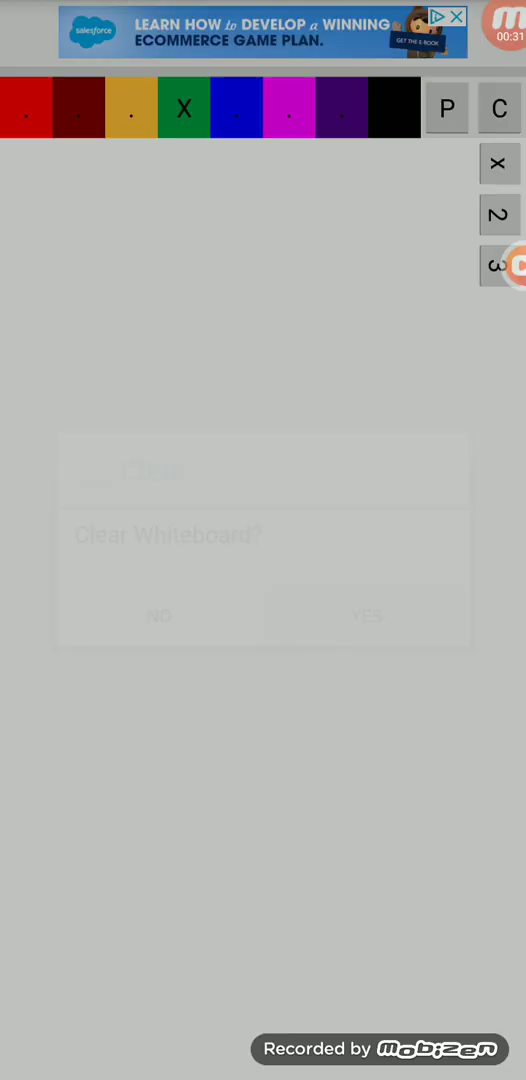 salesforce
LEARN HOW to DEVELOP a WINNING
ECOMMERCE GAME PLAN.
GET THE E-BOOK
00:31
. . . X . . . P C
x
2
3
Clear
Clear Whiteboard?
NO YES
Recorded by mobizen